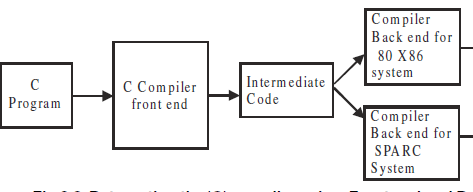 Compiler
Back end for
80 X86
system
C
Program
C Compiler
front end
Intermediate
Code
Compiler
Back end for
SPARC
System